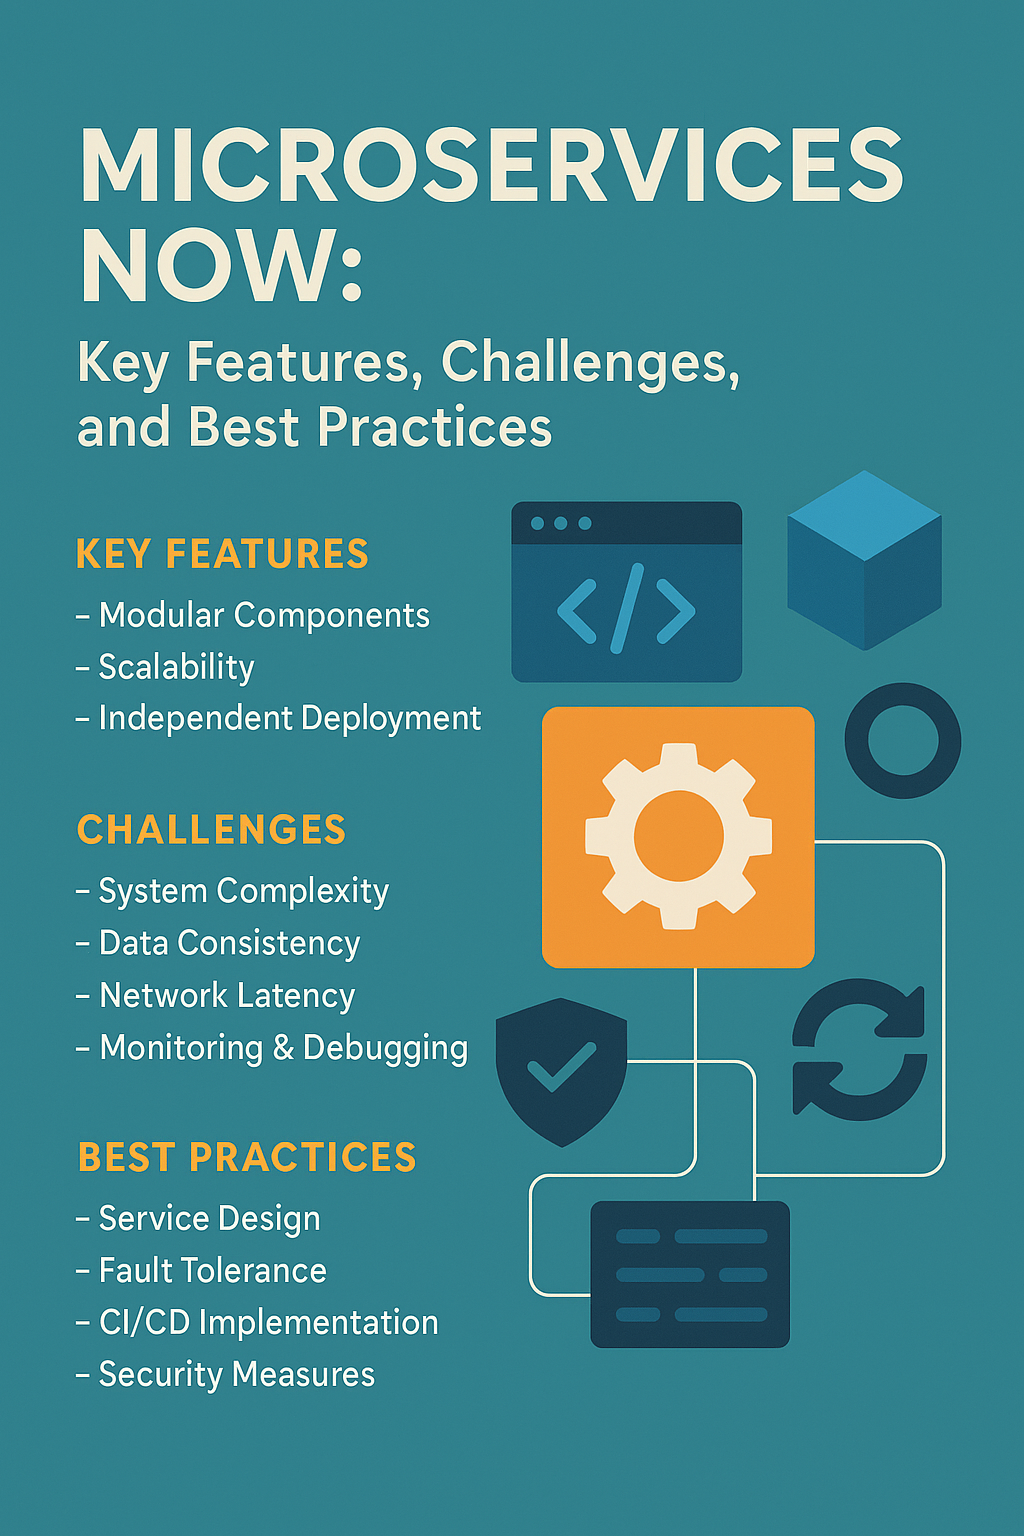 MICROSERVICES
NOW:
Key Features, Challenges,
and Best Practices
KEY FEATURES
– Modular Components
– Scalability
– Independent Deployment
CHALLENGES
– System Complexity
– Data Consistency
– Network Latency
– Monitoring & Debugging
BEST PRACTICES
– Service Design
– Fault Tolerance
– CI/CD Implementation
– Security Measures